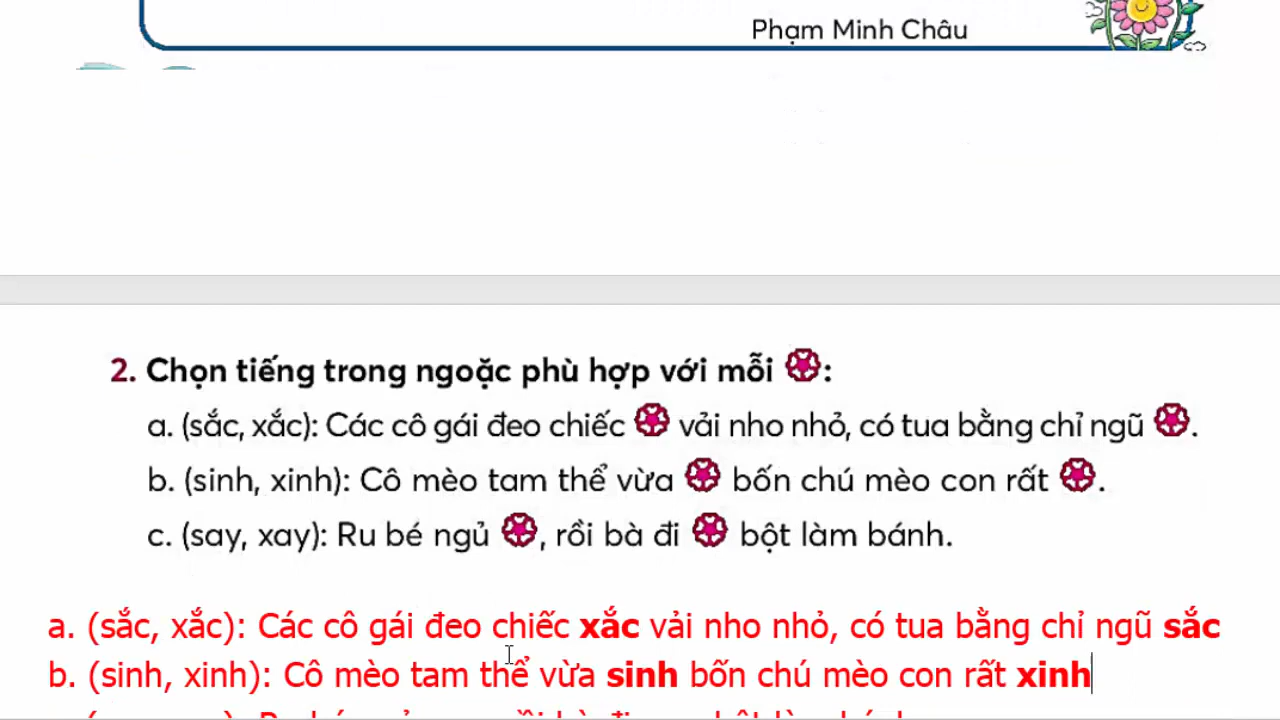 Phạm Minh Châu
2. Chọn tiếng trong ngoặc phù hợp với mỗi :
a. (sắc, xắc): Các cô gái đeo chiếc vải nho nhỏ, có tua bằng chỉ ngũ .
b. (sinh, xinh): Cô mèo tam thể vừa bốn chú mèo con rất .
c. (say, xay): Ru bé ngủ , rồi bà đi bột làm bánh.
a. (sắc, xắc): Các cô gái đeo chiếc xắc vải nho nhỏ, có tua bằng chỉ ngũ sắc
b. (sinh, xinh): Cô mèo tam thể vừa sinh bốn chú mèo con rất xinh